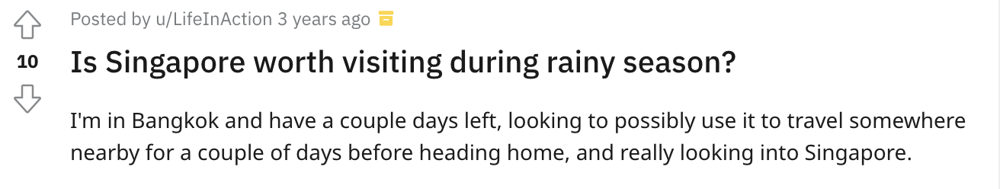 Posted by u/LifeInAction 3 years ago
10
Is Singapore worth visiting during rainy season?
I'm in Bangkok and have a couple days left, looking to possibly use it to travel somewhere
nearby for a couple of days before heading home, and really looking into Singapore.